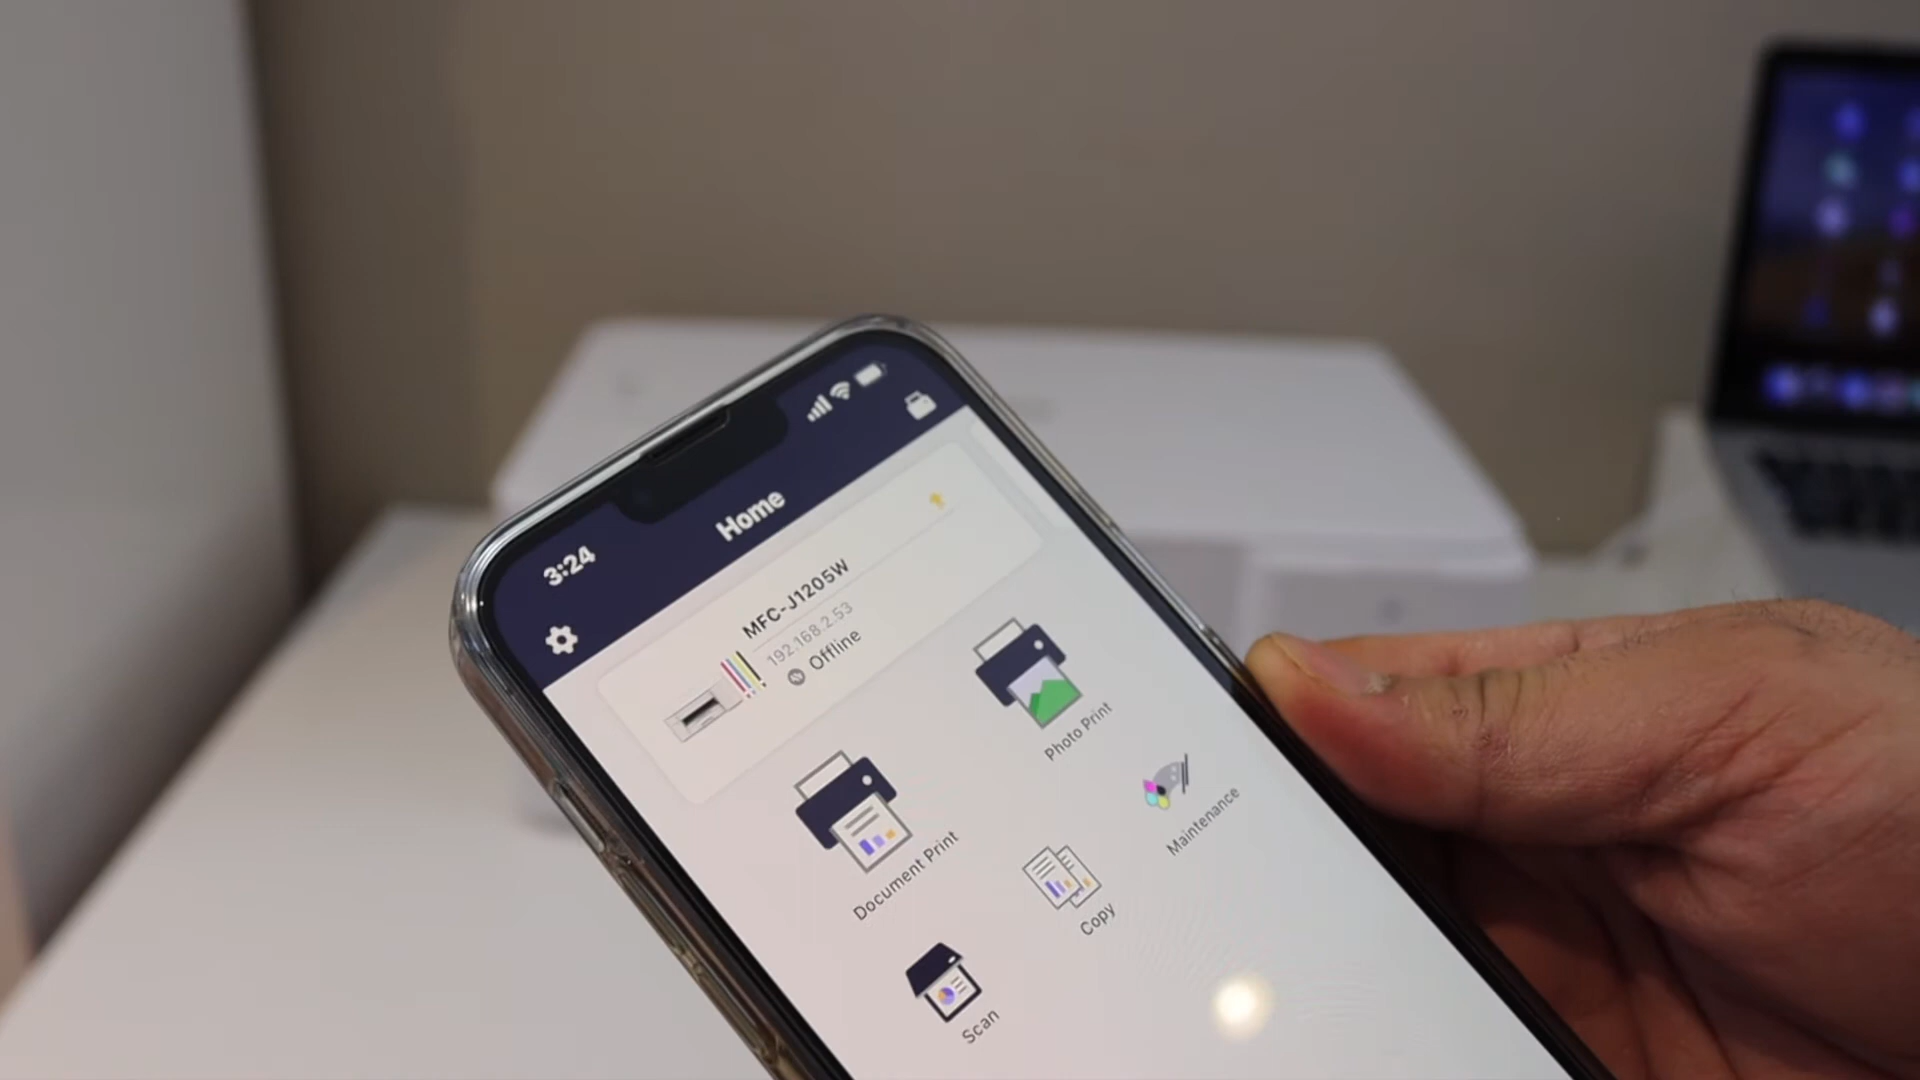 3:24
Home
MFC-J1205W
192.168.2.53
Offline
Document Print
Photo Print
Scan
Copy
Maintenance